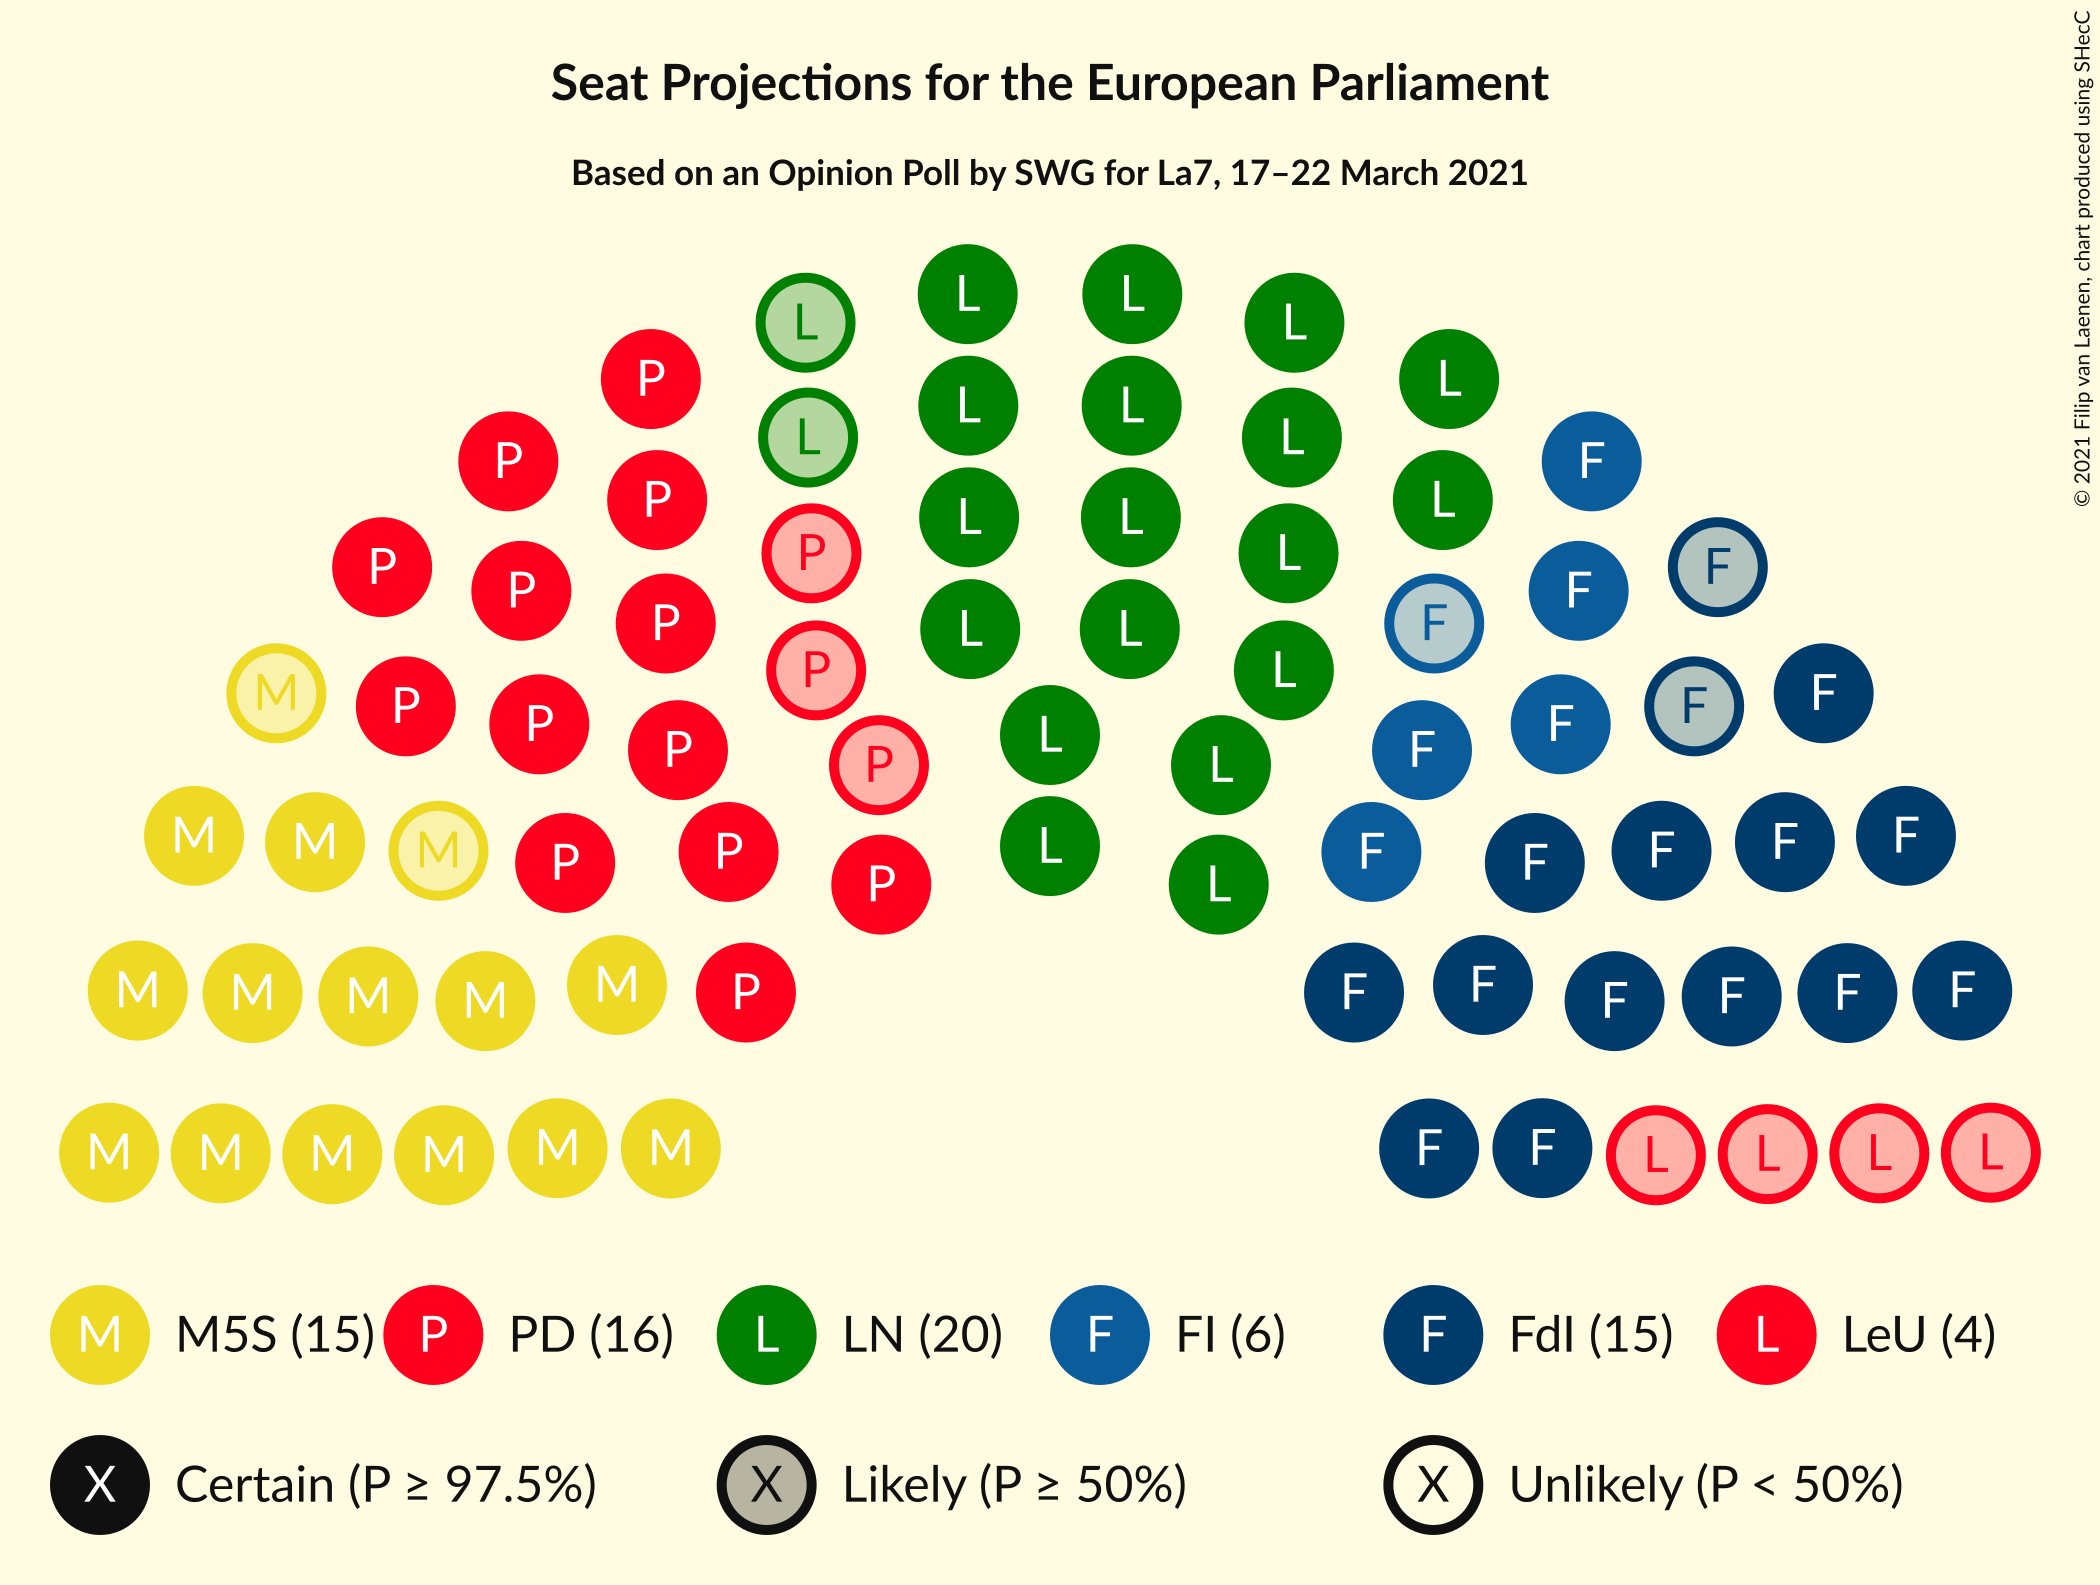 Seat Projections for the European Parliament
Based on an Opinion Poll by SWG for La7, 17–22 March 2021
© 2021 Filip van Laenen, chart produced using SHecC
L L
L L
P L L L
L L
L L
P P F
P L
L L
P F F
P L L
P F F
M P L L F
P P F F
P L F
P L
M M M P P F F F F F
P L L
M M M M M P F F F F F F
M M M M M M F F L L L L
M M5S (15) P PD (16) L LN (20) F FI (6) F FdI (15) L LeU (4)
X Certain (P ≥ 97.5%) X Likely (P ≥ 50%) X Unlikely (P < 50%)